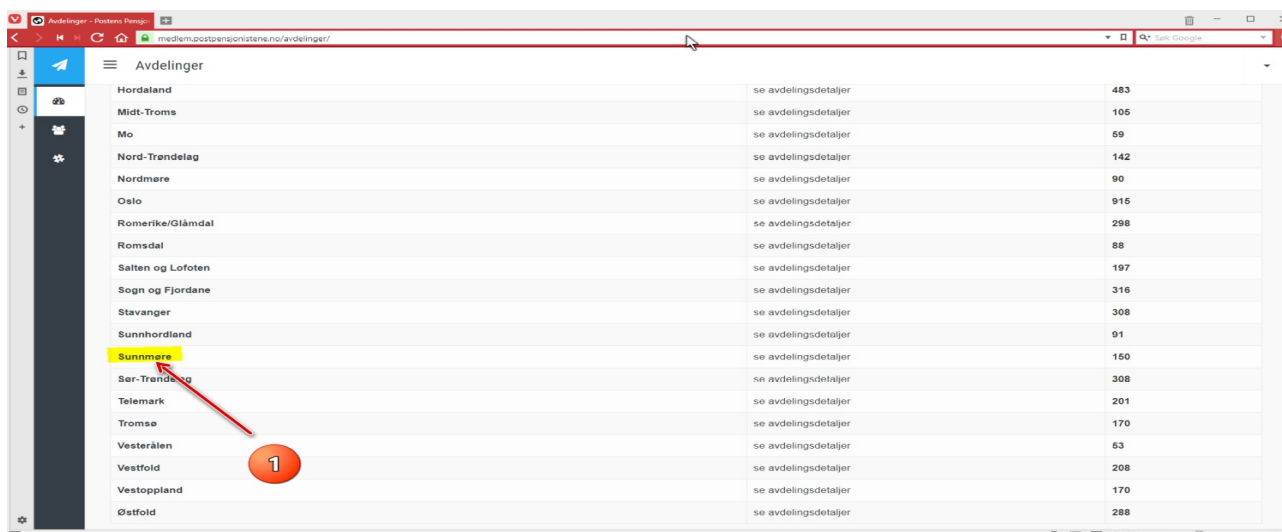 Avdelinger - Postens Pensjo
medlem.postpensjonistene.no/avdelinger/
Søk Google
Avdelinger
Hordaland se avdelingsdetaljer 483
Midt-Troms se avdelingsdetaljer 105
Mo se avdelingsdetaljer 59
Nord-Trøndelag se avdelingsdetaljer 142
Nordmøre se avdelingsdetaljer 90
Oslo se avdelingsdetaljer 915
Romerike/Glåmdal se avdelingsdetaljer 298
Romsdal se avdelingsdetaljer 88
Salten og Lofoten se avdelingsdetaljer 197
Sogn og Fjordane se avdelingsdetaljer 316
Stavanger se avdelingsdetaljer 308
Sunnhordland se avdelingsdetaljer 91
Sunnmøre se avdelingsdetaljer 150
Sør-Trøndelag se avdelingsdetaljer 308
Telemark se avdelingsdetaljer 201
Tromsø se avdelingsdetaljer 170
Vesterålen se avdelingsdetaljer 53
1
Vestfold se avdelingsdetaljer 208
Vestoppland se avdelingsdetaljer 170
Østfold se avdelingsdetaljer 288